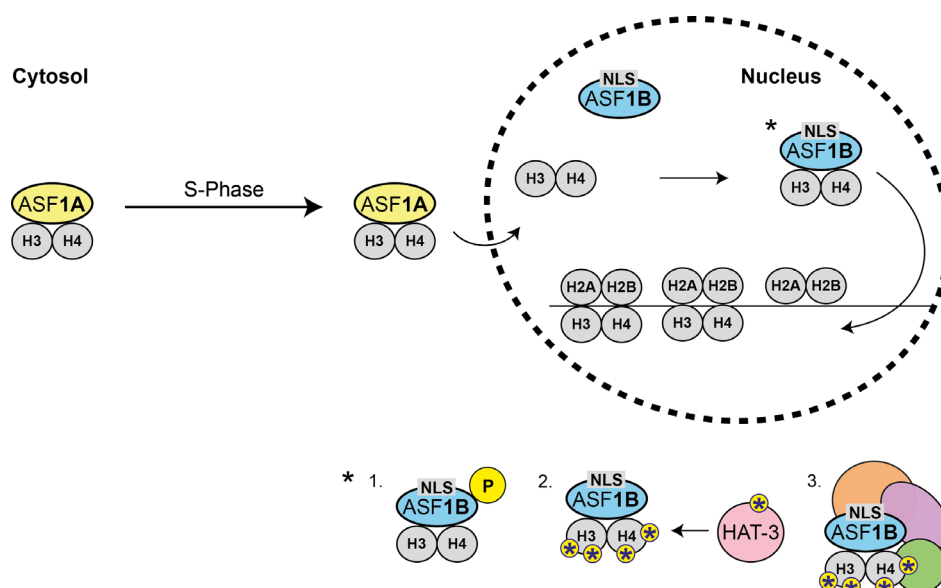 Cytosol
Nucleus
NLS
ASF1B
* NLS
ASF1B
H3 H4
H3 H4
S-Phase
ASF1A
H3 H4
ASF1A
H3 H4
H2A H2B H2A H2B H2A H2B
H3 H4 H3 H4
* 1. NLS P
ASF1B
H3 H4
2. NLS
ASF1B
H3 H4
* * * *
*
HAT-3
3. NLS
ASF1B
H3 H4
* * * *